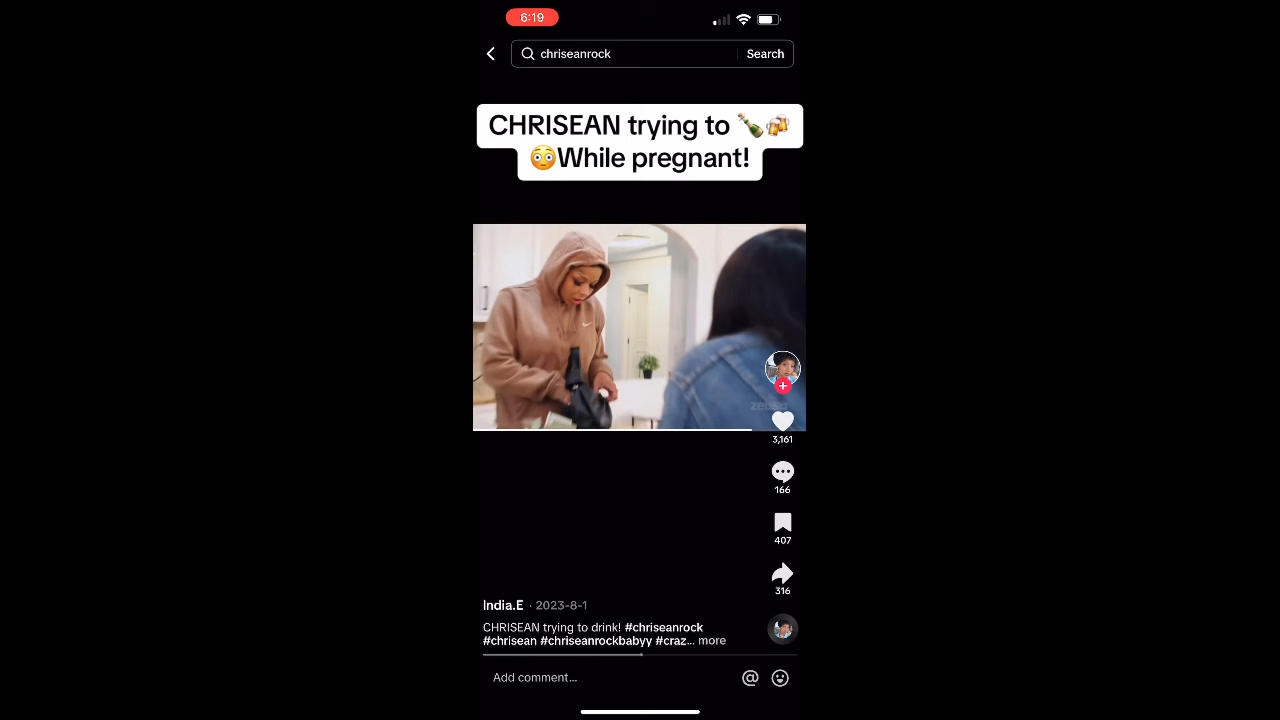 6:19
chriseanrock
Search
CHRISEAN trying to 🍾🍻
😳While pregnant!
zeus
3,161
166
407
316
India.E · 2023-8-1
CHRISEAN trying to drink! #chriseanrock
#chrisean #chriseanrockbabyy #craz... more
Add comment...
@